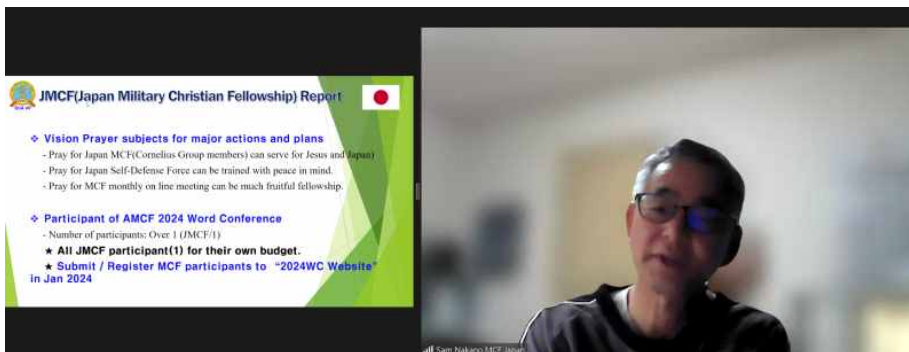 JMCF(Japan Military Christian Fellowship) Report
❖ Vision Prayer subjects for major actions and plans
- Pray for Japan MCF(Cornelius Group members) can serve for Jesus and Japan)
- Pray for Japan Self-Defense Force can be trained with peace in mind.
- Pray for MCF monthly on line meeting can be much fruitful fellowship.
❖ Participant of AMCF 2024 Word Conference
- Number of participants: Over 1 (JMCF/1)
★ All JMCF participant(1) for their own budget.
★ Submit / Register MCF participants to “2024WC Website”
in Jan 2024
Sam Nakano MCF Japan